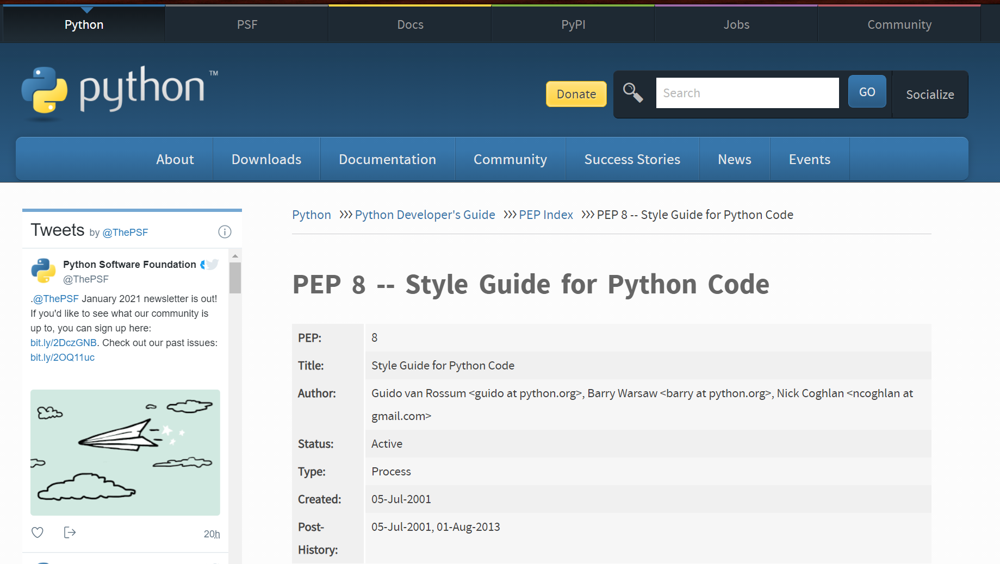 Python PSF Docs PyPI Jobs Community
python ™
Donate Search GO Socialize
About Downloads Documentation Community Success Stories News Events
Tweets by @ThePSF
Python Software Foundation
@ThePSF
.@ThePSF January 2021 newsletter is out!
If you'd like to see what our community is
up to, you can sign up here:
bit.ly/2DczGNB. Check out our past issues:
bit.ly/2OQ11uc
20h
Python >>> Python Developer's Guide >>> PEP Index >>> PEP 8 -- Style Guide for Python Code
PEP 8 -- Style Guide for Python Code
PEP: 8
Title: Style Guide for Python Code
Author: Guido van Rossum <guido at python.org>, Barry Warsaw <barry at python.org>, Nick Coghlan <ncoghlan at
gmail.com>
Status: Active
Type: Process
Created: 05-Jul-2001
Post- 05-Jul-2001, 01-Aug-2013
History: